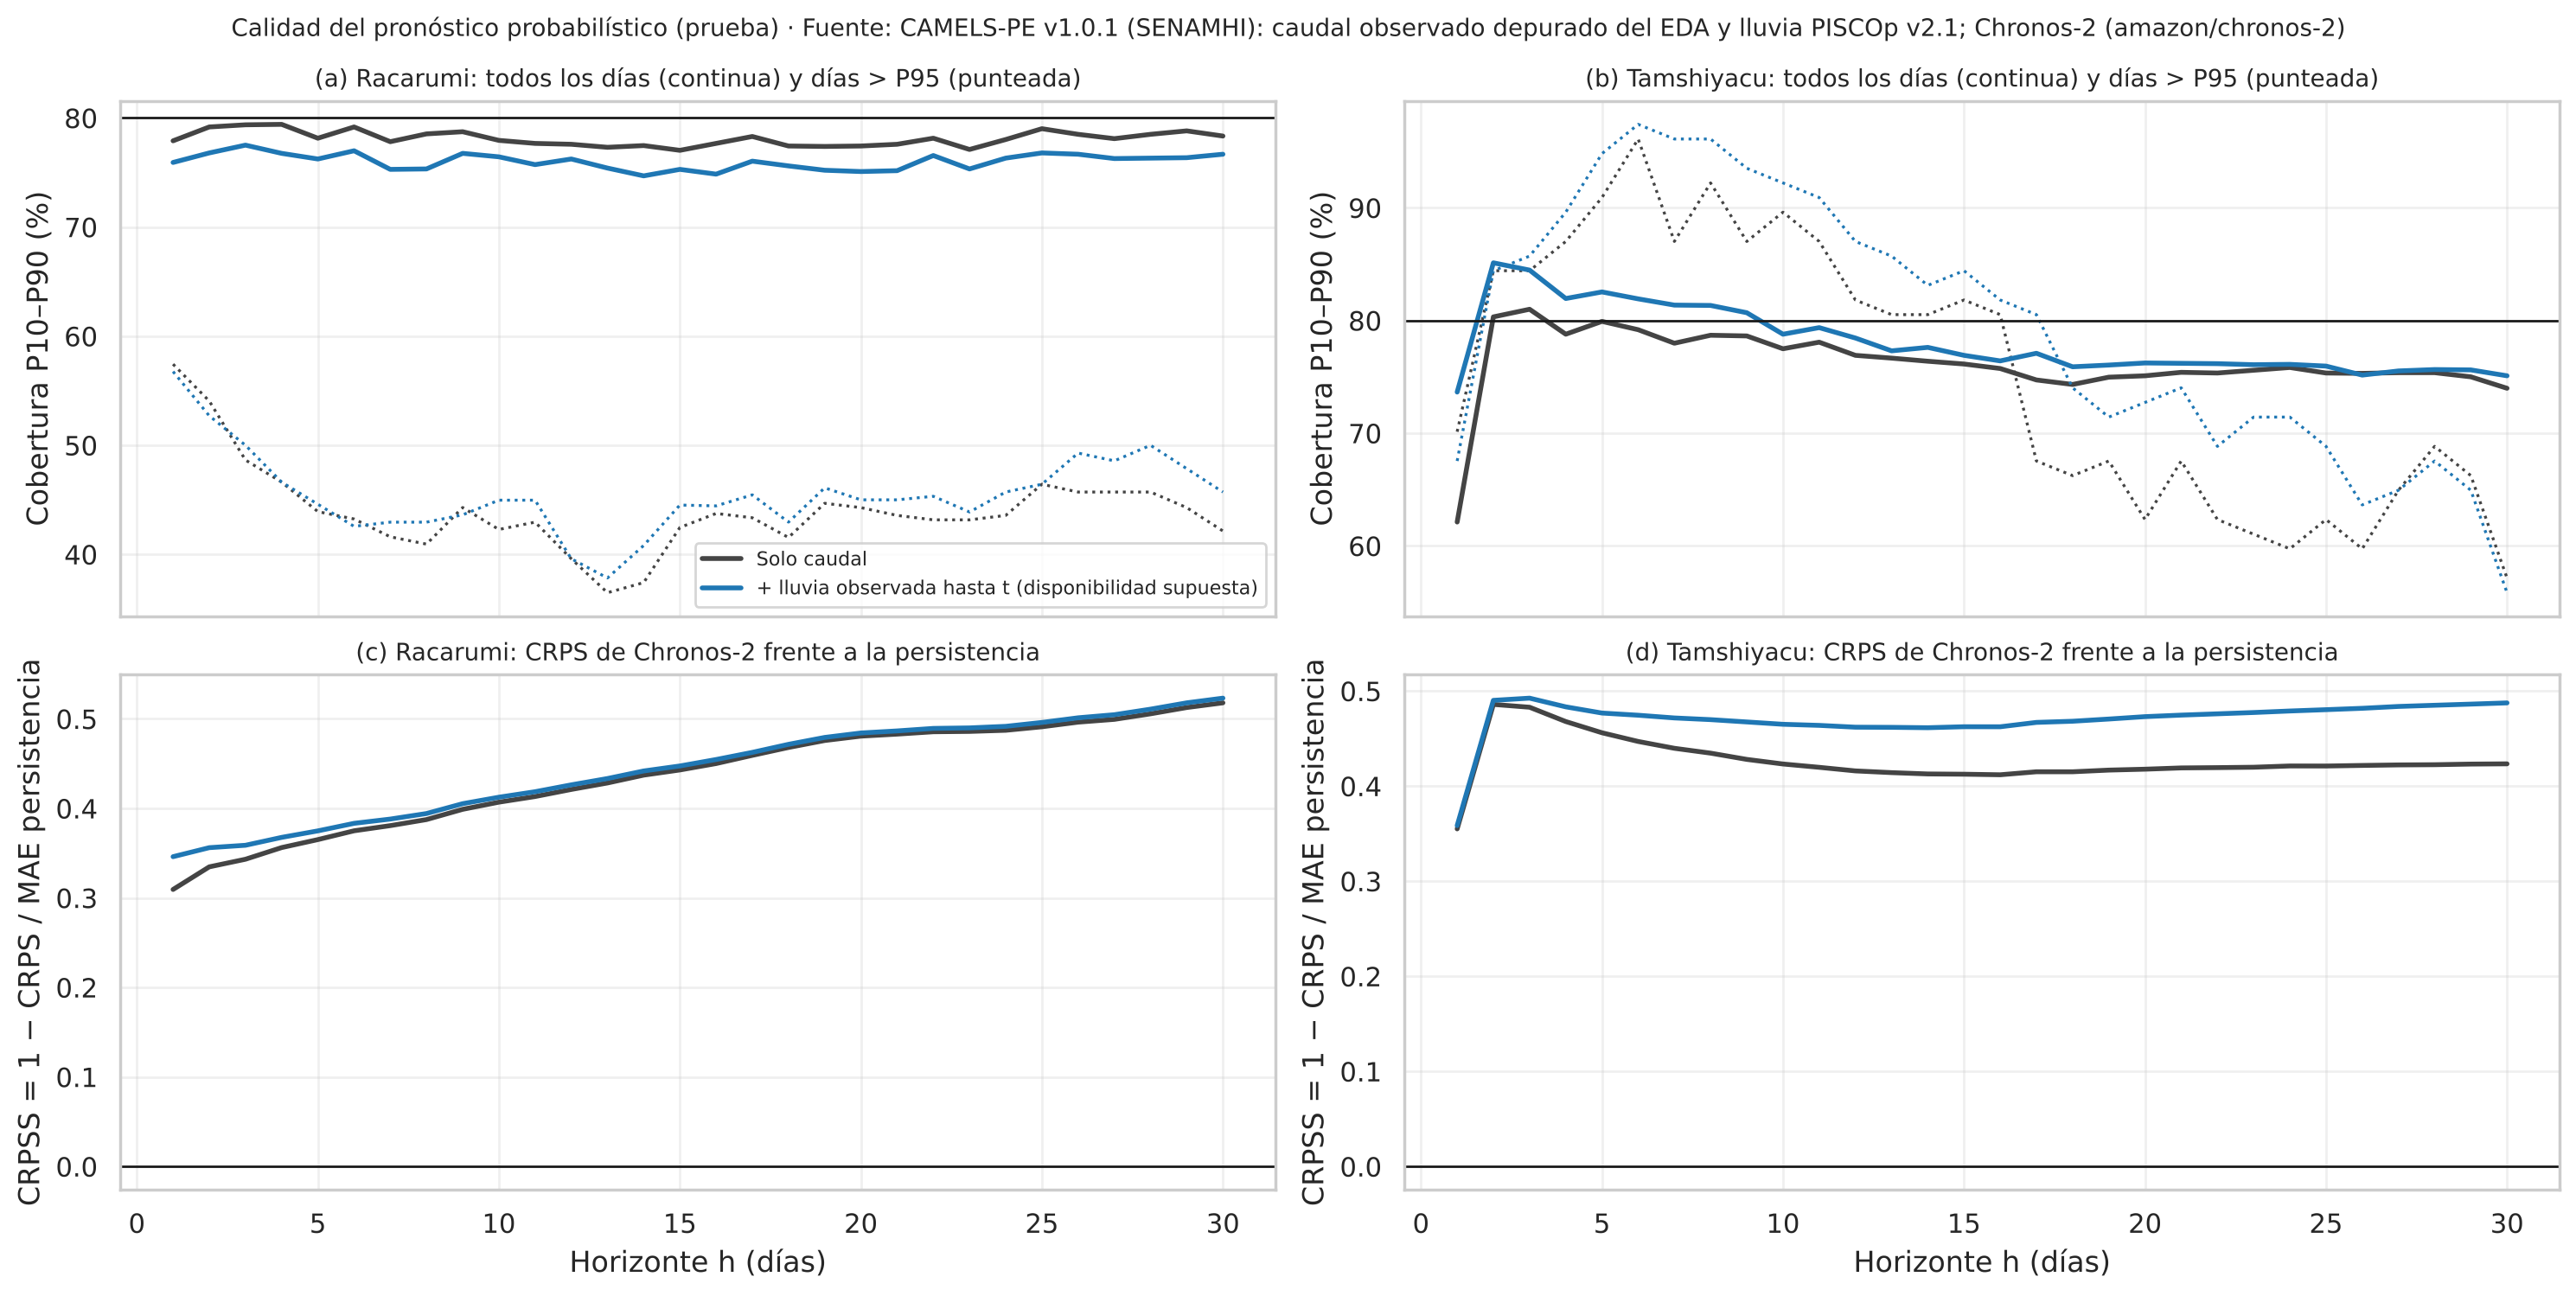 Calidad del pronóstico probabilístico (prueba) · Fuente: CAMELS-PE v1.0.1 (SENAMHI): caudal observado depurado del EDA y lluvia PISCOp v2.1; Chronos-2 (amazon/chronos-2)
(a) Racarumi: todos los días (continua) y días > P95 (punteada)
Cobertura P10–P90 (%)
80
70
60
50
40
Solo caudal
+ lluvia observada hasta t (disponibilidad supuesta)
(b) Tamshiyacu: todos los días (continua) y días > P95 (punteada)
Cobertura P10–P90 (%)
90
80
70
60
(c) Racarumi: CRPS de Chronos-2 frente a la persistencia
CRPSS = 1 − CRPS / MAE persistencia
0.5
0.4
0.3
0.2
0.1
0.0
0 5 10 15 20 25 30
Horizonte h (días)
(d) Tamshiyacu: CRPS de Chronos-2 frente a la persistencia
CRPSS = 1 − CRPS / MAE persistencia
0.5
0.4
0.3
0.2
0.1
0.0
0 5 10 15 20 25 30
Horizonte h (días)